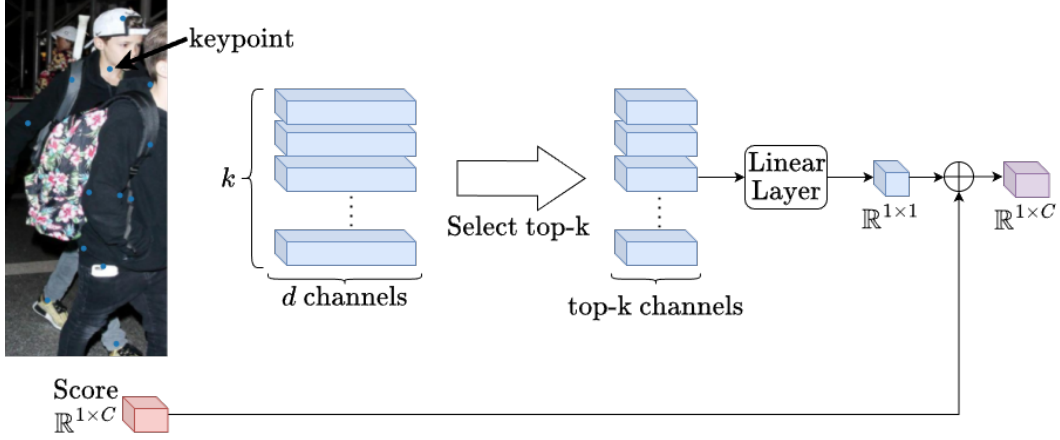 keypoint
k
d channels
Select top-k
top-k channels
Linear
Layer
ℝ^{1×1}
ℝ^{1×C}
Score
ℝ^{1×C}